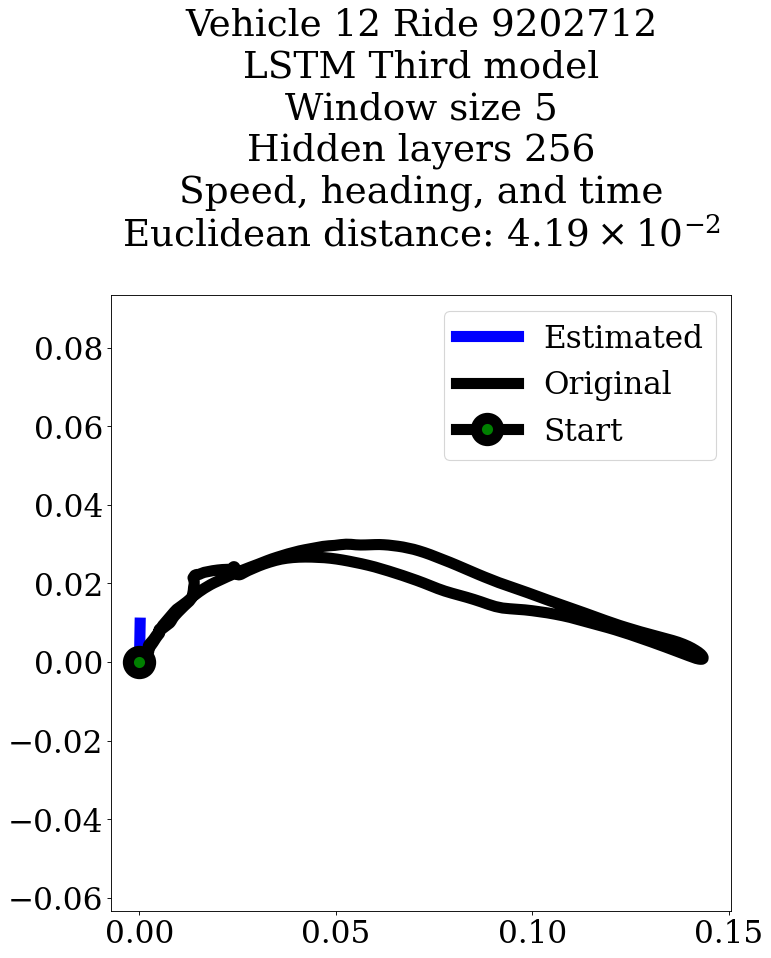 Vehicle 12 Ride 9202712
LSTM Third model
Window size 5
Hidden layers 256
Speed, heading, and time
Euclidean distance: 4.19 × 10⁻²
Estimated
Original
Start
0.08
0.06
0.04
0.02
0.00
−0.02
−0.04
−0.06
0.00 0.05 0.10 0.15